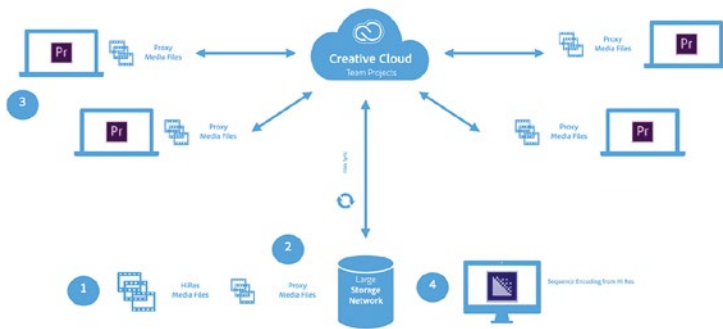 Proxy
Media Files
Pr
Creative Cloud
Team Projects
Proxy
Media Files
Pr
3
Pr
Proxy
Media Files
Proxy
Media Files
Pr
Sync
2
1
HiRes
Media Files
Proxy
Media Files
Large
Storage
Network
4
Sequence Encoding from Hi Res